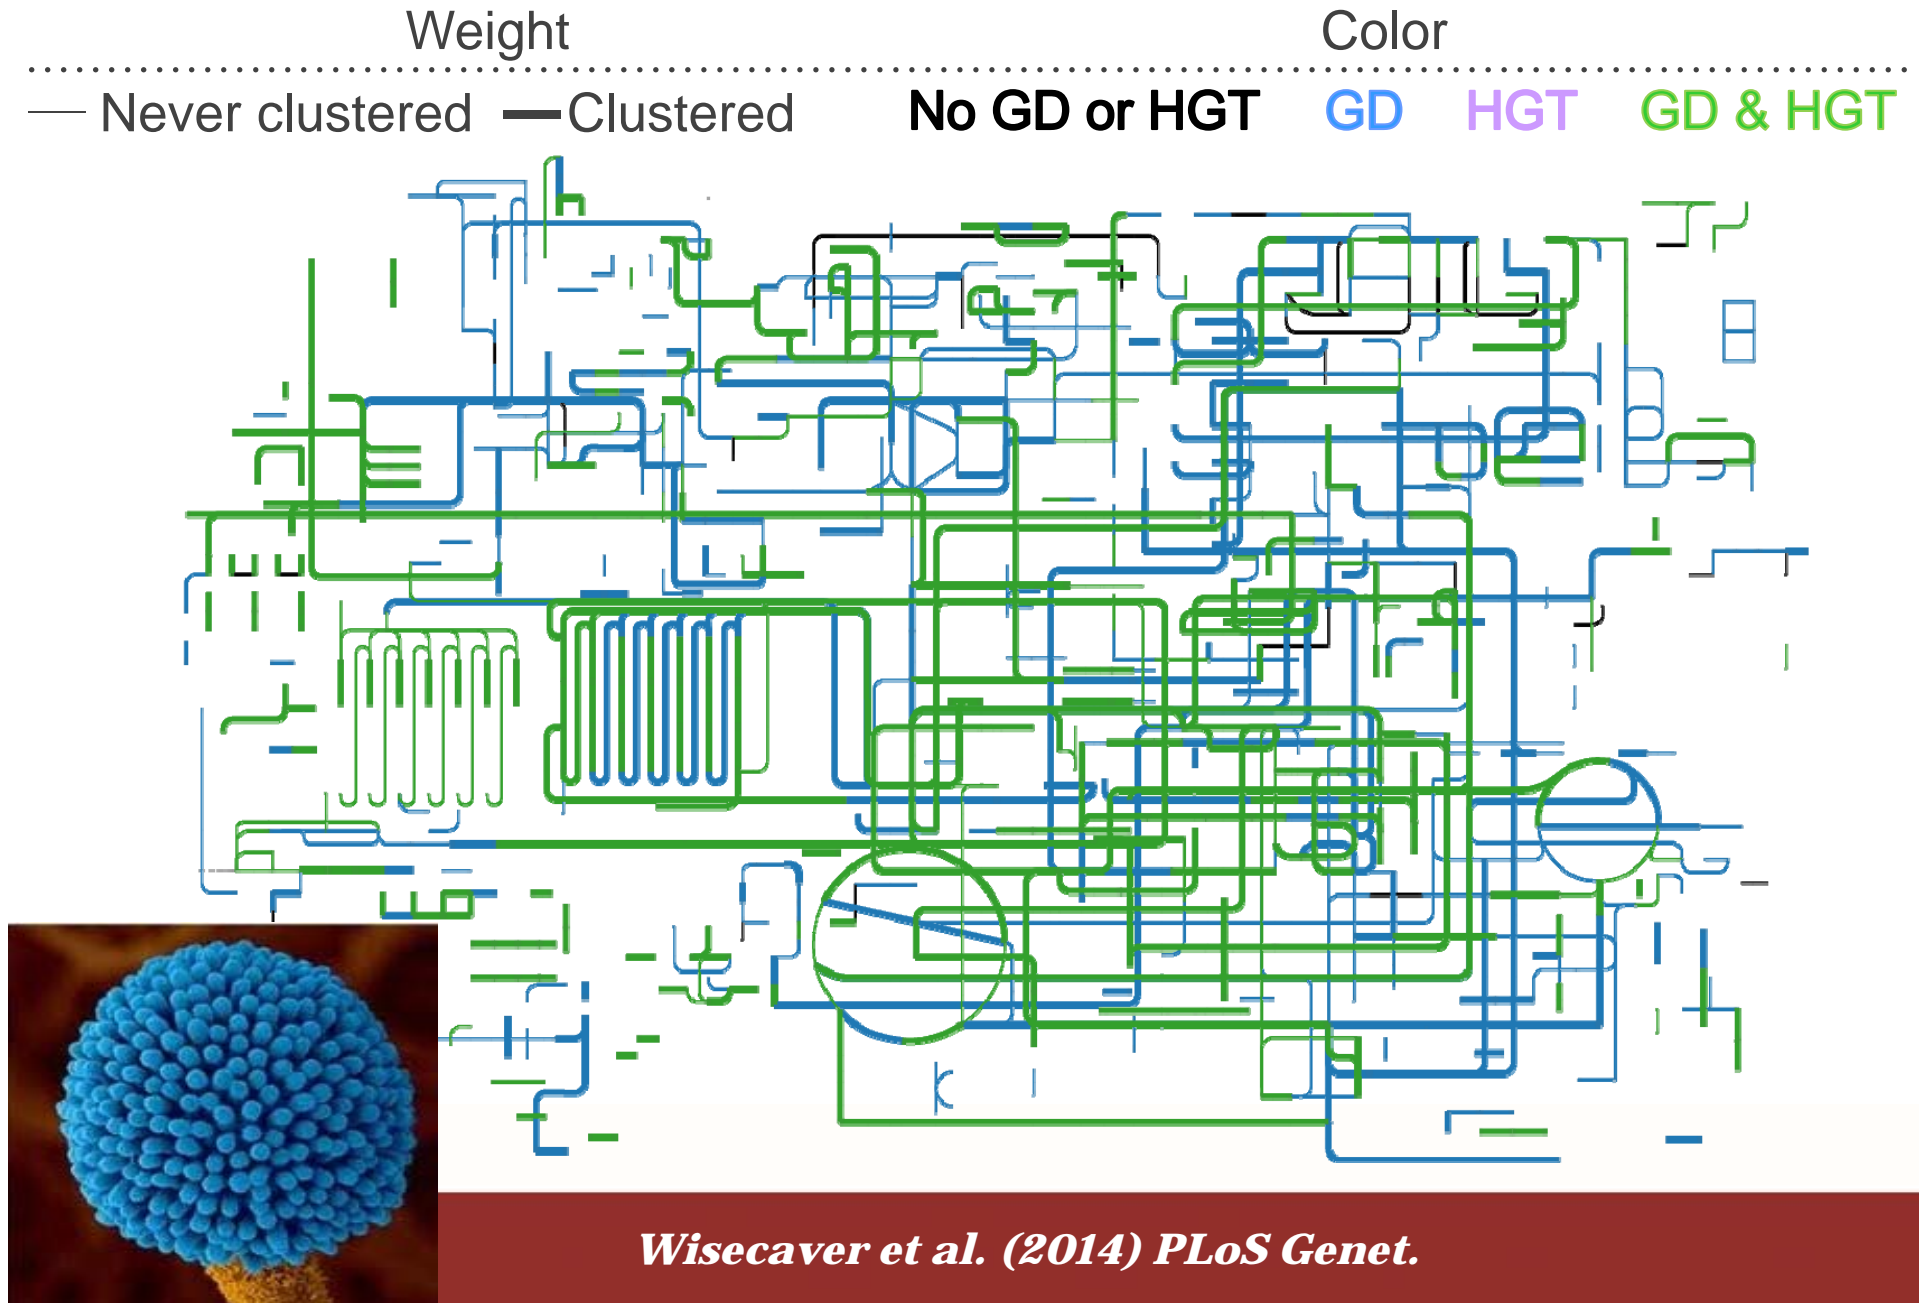 Weight Color
Never clustered Clustered No GD or HGT GD HGT GD & HGT
Wisecaver et al. (2014) PLoS Genet.